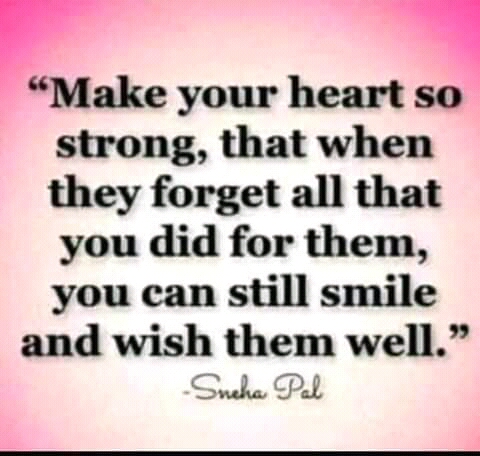 “Make your heart so
strong, that when
they forget all that
you did for them,
you can still smile
and wish them well.”
-Sneha Pal